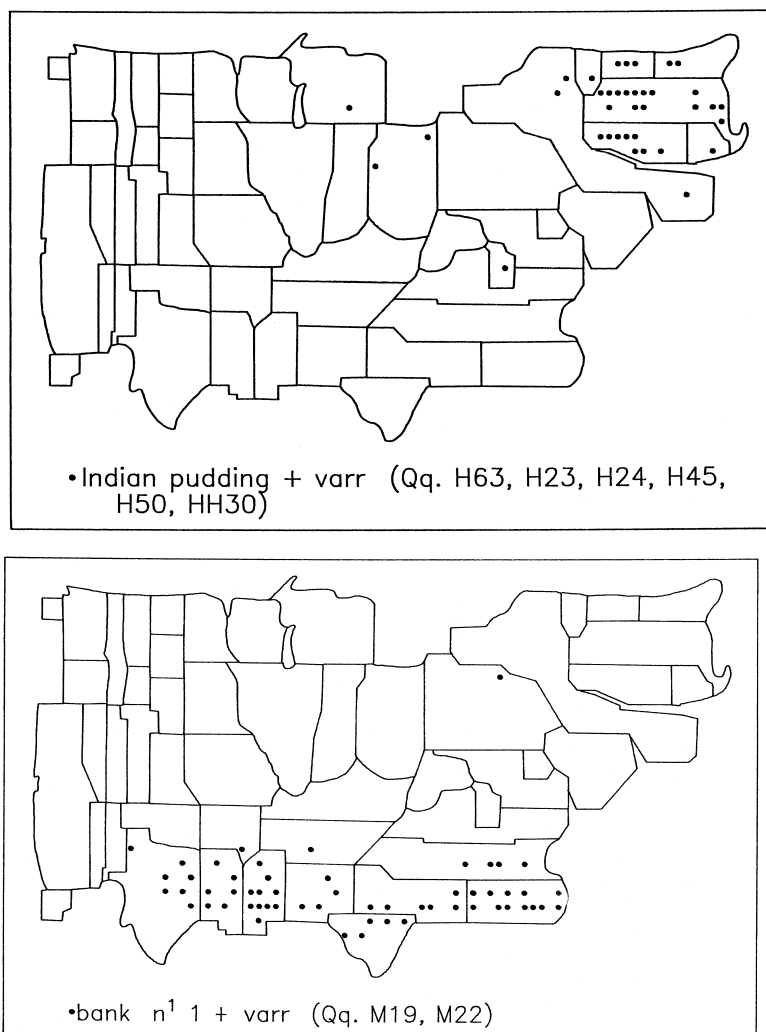 •Indian pudding + varr (Qq. H63, H23, H24, H45,
H50, HH30)
•bank n¹ 1 + varr (Qq. M19, M22)